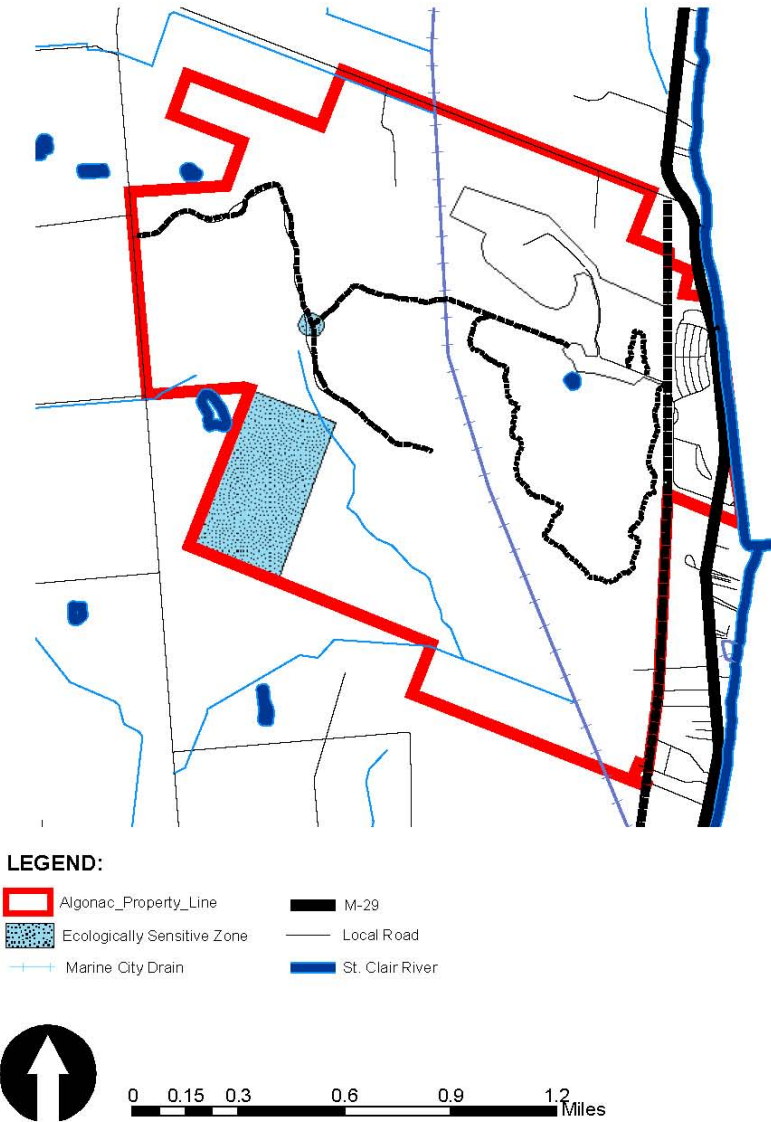 LEGEND:
Algonac_Property_Line
M-29
Ecologically Sensitive Zone
Local Road
Marine City Drain
St. Clair River
0 0.15 0.3 0.6 0.9 1.2
Miles